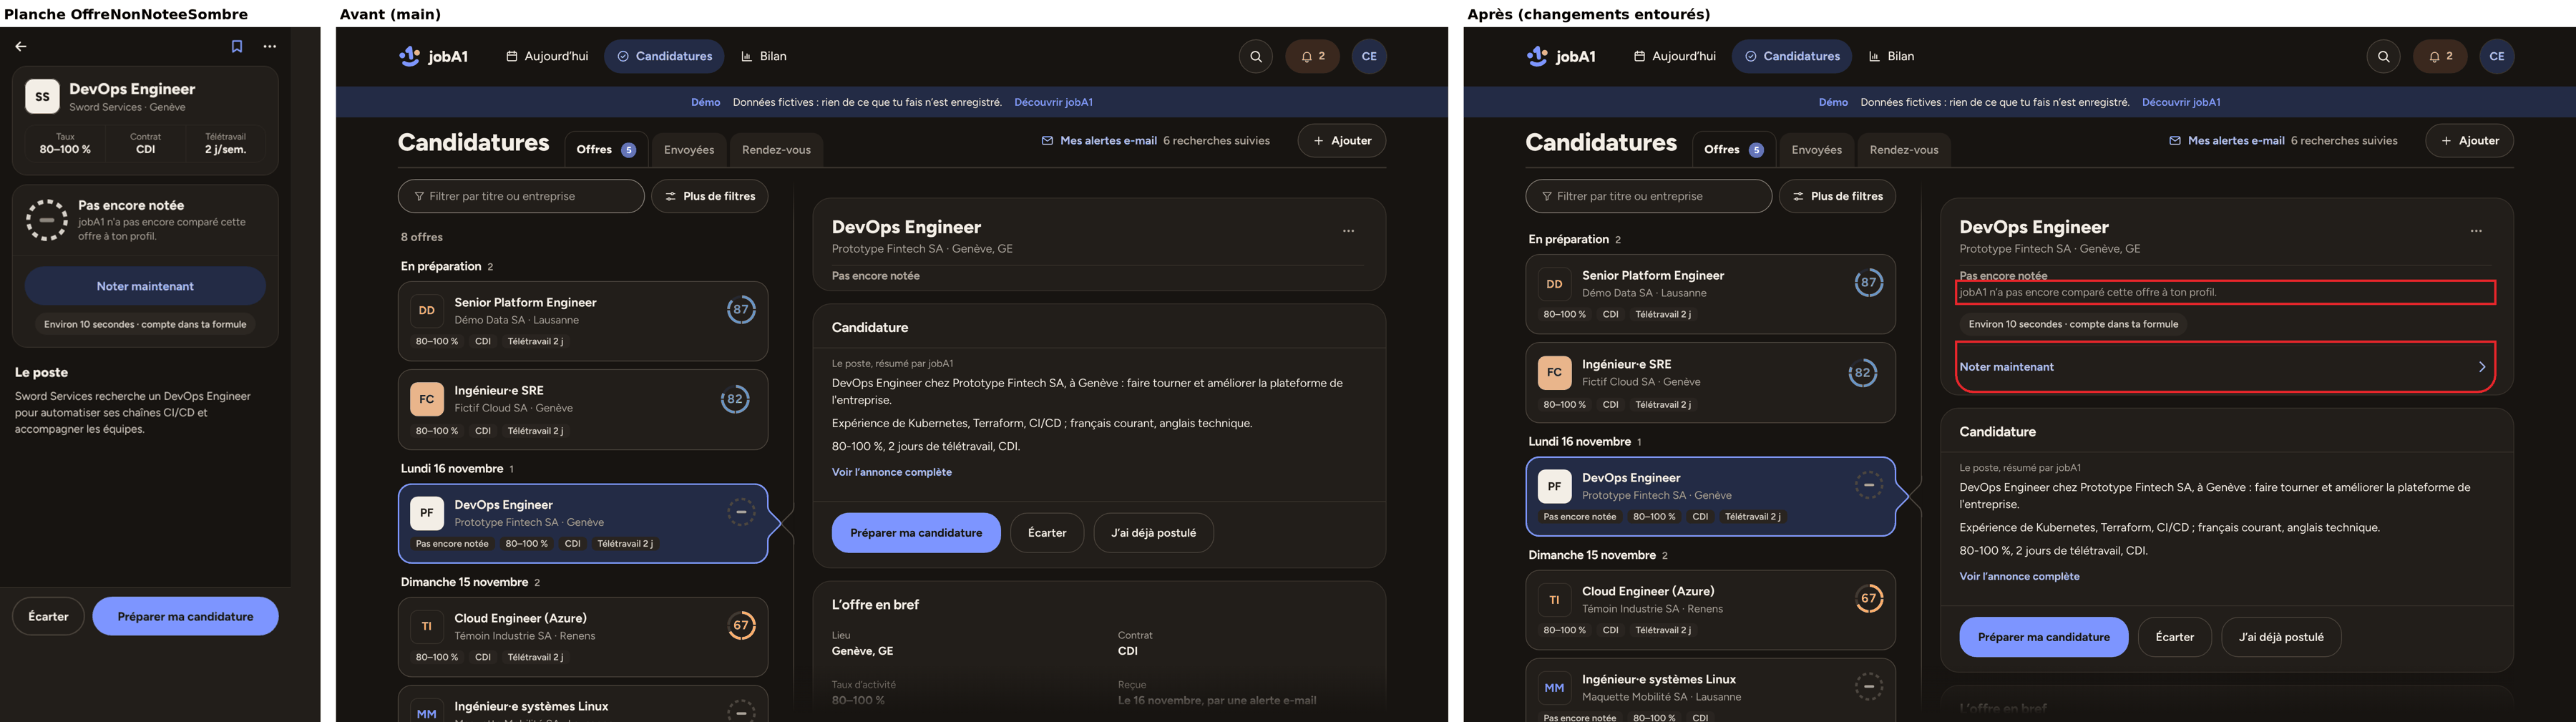 Planche OffreNonNoteeSombre
SS
DevOps Engineer
Sword Services · Genève
Taux
Contrat
Télétravail
80–100 %
CDI
2 j/sem.
Pas encore notée
jobA1 n'a pas encore comparé cette
offre à ton profil.
Noter maintenant
Environ 10 secondes · compte dans ta formule
Le poste
Sword Services recherche un DevOps Engineer
pour automatiser ses chaînes CI/CD et
accompagner les équipes.
Écarter
Préparer ma candidature
Avant (main)
jobA1
Aujourd'hui
Candidatures
Bilan
2
CE
Démo Données fictives : rien de ce que tu fais n'est enregistré. Découvrir jobA1
Candidatures
Offres 5
Envoyées
Rendez-vous
Mes alertes e-mail 6 recherches suivies
+ Ajouter
Filtrer par titre ou entreprise
Plus de filtres
8 offres
En préparation 2
DD
Senior Platform Engineer
Démo Data SA · Lausanne
87
80–100 % CDI Télétravail 2 j
FC
Ingénieur·e SRE
Fictif Cloud SA · Genève
82
80–100 % CDI Télétravail 2 j
Lundi 16 novembre 1
PF
DevOps Engineer
Prototype Fintech SA · Genève
Pas encore notée 80–100 % CDI Télétravail 2 j
Dimanche 15 novembre 2
TI
Cloud Engineer (Azure)
Témoin Industrie SA · Renens
67
80–100 % CDI Télétravail 2 j
MM
Ingénieur·e systèmes Linux
DevOps Engineer
Prototype Fintech SA · Genève, GE
Pas encore notée
Candidature
Le poste, résumé par jobA1
DevOps Engineer chez Prototype Fintech SA, à Genève : faire tourner et améliorer la plateforme de
l'entreprise.
Expérience de Kubernetes, Terraform, CI/CD ; français courant, anglais technique.
80-100 %, 2 jours de télétravail, CDI.
Voir l'annonce complète
Préparer ma candidature
Écarter
J'ai déjà postulé
L'offre en bref
Lieu
Contrat
Genève, GE
CDI
Taux d'activité
Reçue
80–100 %
Le 16 novembre, par une alerte e-mail
Après (changements entourés)
jobA1
Aujourd'hui
Candidatures
Bilan
2
CE
Démo Données fictives : rien de ce que tu fais n'est enregistré. Découvrir jobA1
Candidatures
Offres 5
Envoyées
Rendez-vous
Mes alertes e-mail 6 recherches suivies
+ Ajouter
Filtrer par titre ou entreprise
Plus de filtres
En préparation 2
DD
Senior Platform Engineer
Démo Data SA · Lausanne
87
80–100 % CDI Télétravail 2 j
FC
Ingénieur·e SRE
Fictif Cloud SA · Genève
82
80–100 % CDI Télétravail 2 j
Lundi 16 novembre 1
PF
DevOps Engineer
Prototype Fintech SA · Genève
Pas encore notée 80–100 % CDI Télétravail 2 j
Dimanche 15 novembre 2
TI
Cloud Engineer (Azure)
Témoin Industrie SA · Renens
67
80–100 % CDI Télétravail 2 j
MM
Ingénieur·e systèmes Linux
Maquette Mobilité SA · Lausanne
Pas encore notée 80–100 % CDI Télétravail 2 j
DevOps Engineer
Prototype Fintech SA · Genève, GE
Pas encore notée
jobA1 n'a pas encore comparé cette offre à ton profil.
Environ 10 secondes · compte dans ta formule
Noter maintenant
Candidature
Le poste, résumé par jobA1
DevOps Engineer chez Prototype Fintech SA, à Genève : faire tourner et améliorer la plateforme de
l'entreprise.
Expérience de Kubernetes, Terraform, CI/CD ; français courant, anglais technique.
80-100 %, 2 jours de télétravail, CDI.
Voir l'annonce complète
Préparer ma candidature
Écarter
J'ai déjà postulé
L'offre en bref